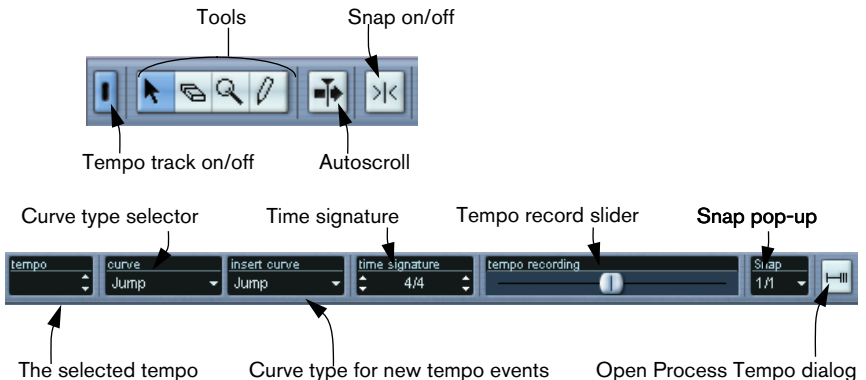 Tools Snap on/off
>|<
Tempo track on/off Autoscroll
Curve type selector Time signature Tempo record slider Snap pop-up
tempo curve insert curve time signature tempo recording Snap
Jump Jump 4/4 1/1
The selected tempo Curve type for new tempo events Open Process Tempo dialog